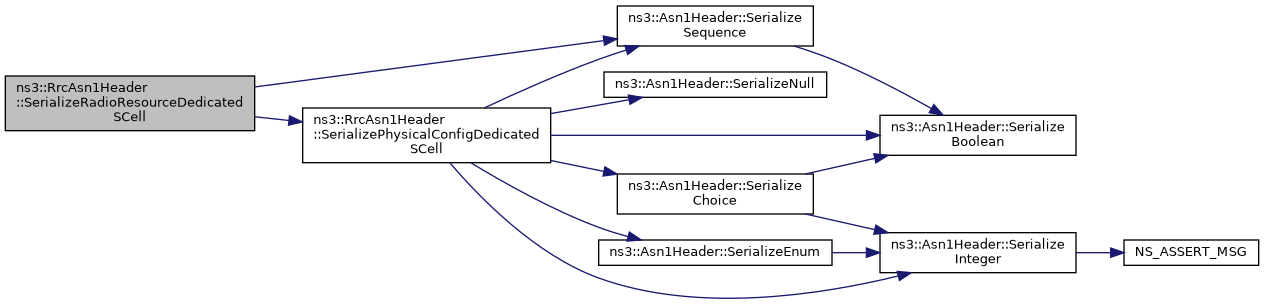 ns3::RrcAsn1Header
::SerializeRadioResourceDedicated
SCell
ns3::RrcAsn1Header
::SerializePhysicalConfigDedicated
SCell
ns3::Asn1Header::Serialize
Sequence
ns3::Asn1Header::SerializeNull
ns3::Asn1Header::Serialize
Choice
ns3::Asn1Header::SerializeEnum
ns3::Asn1Header::Serialize
Boolean
ns3::Asn1Header::Serialize
Integer
NS_ASSERT_MSG